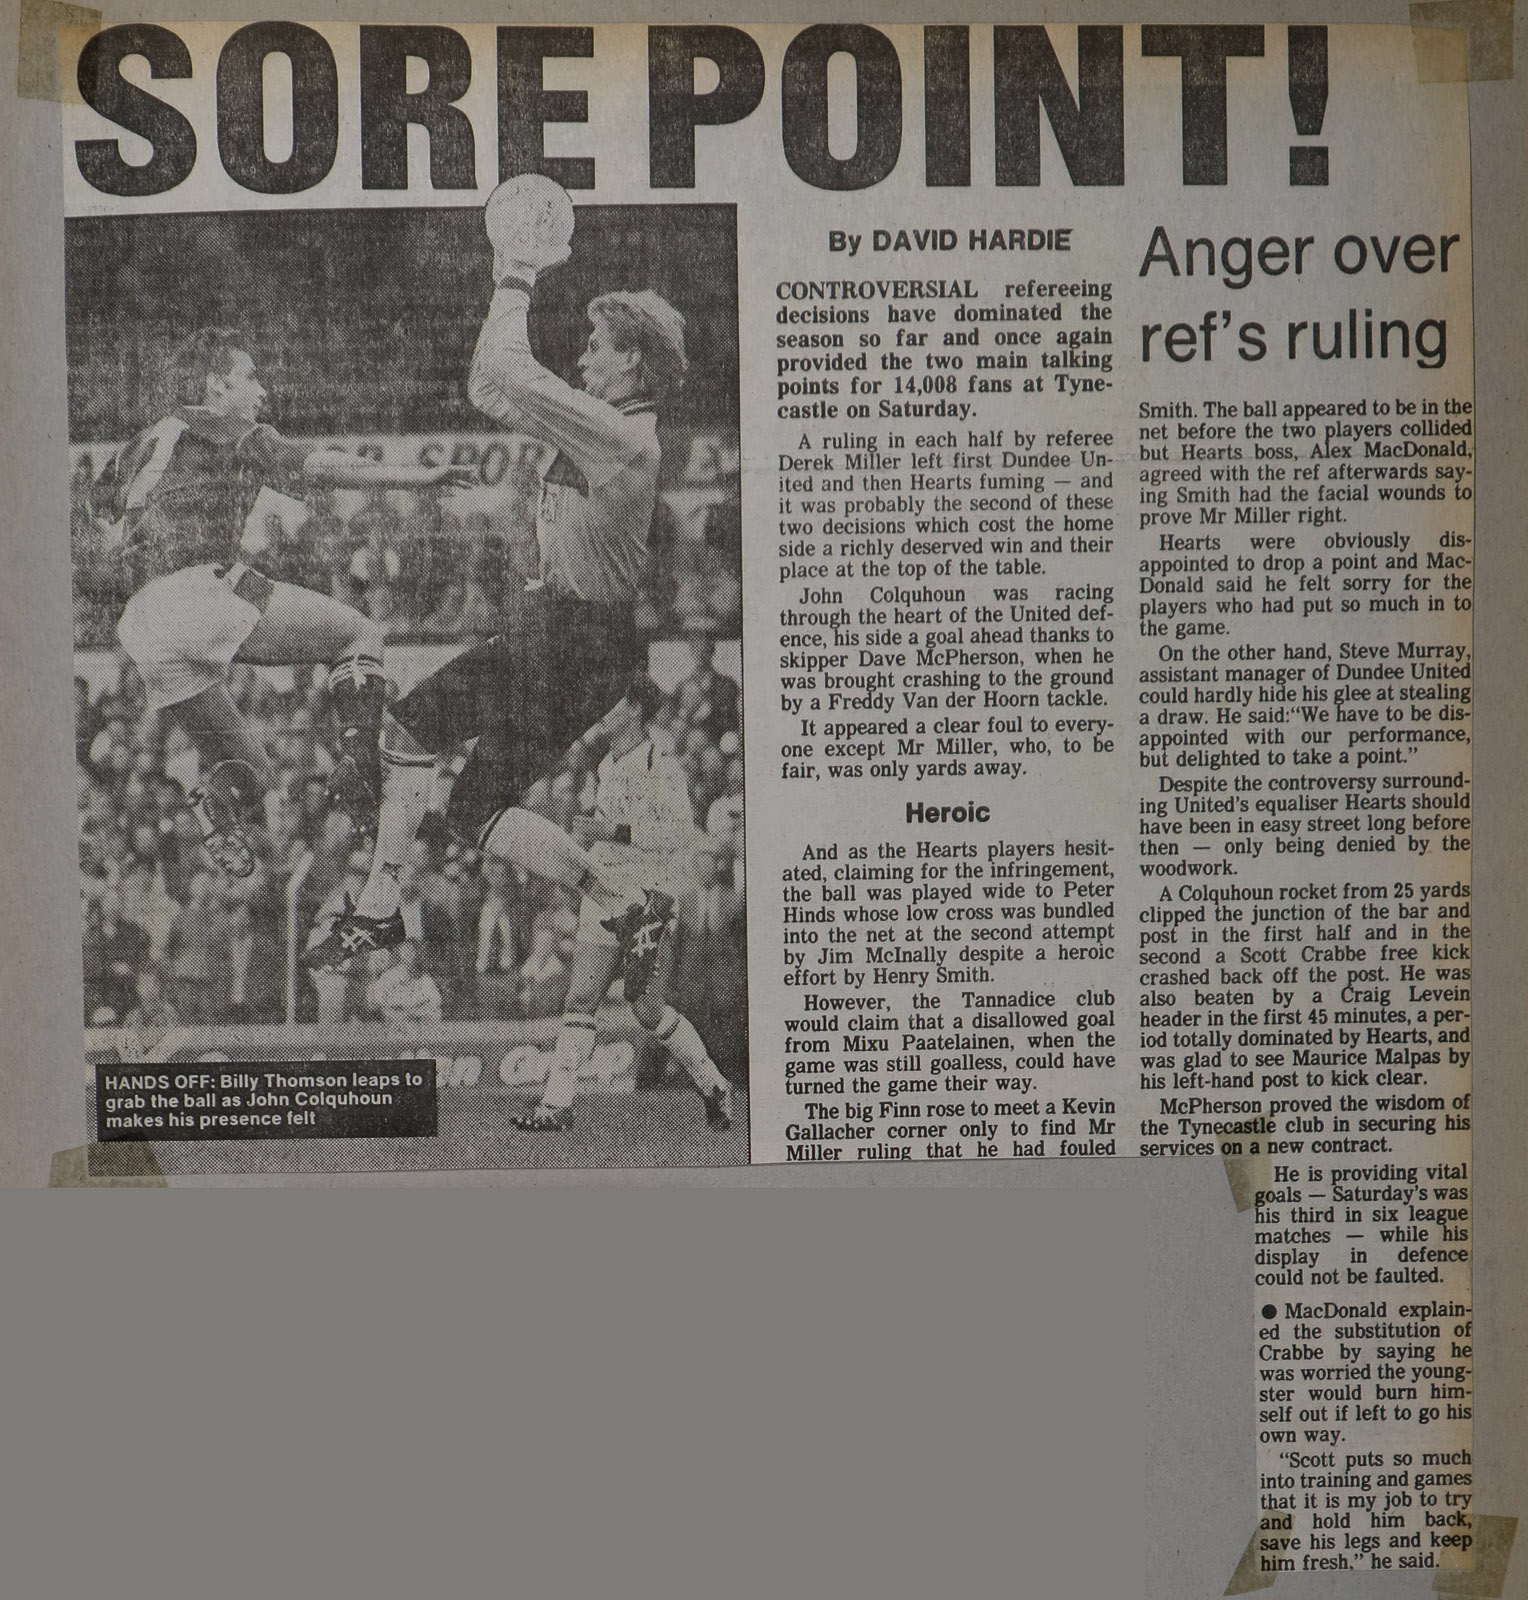 SORE POINT!
By DAVID HARDIE
CONTROVERSIAL refereeing
decisions have dominated the
season so far and once again
provided the two main talking
points for 14,008 fans at Tyne-
castle on Saturday.
A ruling in each half by referee
Derek Miller left first Dundee Un-
ited and then Hearts fuming — and
it was probably the second of these
two decisions which cost the home
side a richly deserved win and their
place at the top of the table.
John Colquhoun was racing
through the heart of the United def-
ence, his side a goal ahead thanks to
skipper Dave McPherson, when he
was brought crashing to the ground
by a Freddy Van der Hoorn tackle.
It appeared a clear foul to every-
one except Mr Miller, who, to be
fair, was only yards away.
Heroic
And as the Hearts players hesit-
ated, claiming for the infringement,
the ball was played wide to Peter
Hinds whose low cross was bundled
into the net at the second attempt
by Jim McInally despite a heroic
effort by Henry Smith.
However, the Tannadice club
would claim that a disallowed goal
from Mixu Paatelainen, when the
game was still goalless, could have
turned the game their way.
The big Finn rose to meet a Kevin
Gallacher corner only to find Mr
Miller ruling that he had fouled
Anger over
ref's ruling
Smith. The ball appeared to be in the
net before the two players collided
but Hearts boss, Alex MacDonald,
agreed with the ref afterwards say-
ing Smith had the facial wounds to
prove Mr Miller right.
Hearts were obviously dis-
appointed to drop a point and Mac-
Donald said he felt sorry for the
players who had put so much in to
the game.
On the other hand, Steve Murray,
assistant manager of Dundee United
could hardly hide his glee at stealing
a draw. He said:“We have to be dis-
appointed with our performance,
but delighted to take a point.”
Despite the controversy surround-
ing United's equaliser Hearts should
have been in easy street long before
then — only being denied by the
woodwork.
A Colquhoun rocket from 25 yards
clipped the junction of the bar and
post in the first half and in the
second a Scott Crabbe free kick
crashed back off the post. He was
also beaten by a Craig Levein
header in the first 45 minutes, a per-
iod totally dominated by Hearts, and
was glad to see Maurice Malpas by
his left-hand post to kick clear.
McPherson proved the wisdom of
the Tynecastle club in securing his
services on a new contract.
He is providing vital
goals — Saturday's was
his third in six league
matches — while his
display in defence
could not be faulted.
● MacDonald explain-
ed the substitution of
Crabbe by saying he
was worried the young-
ster would burn him-
self out if left to go his
own way.
“Scott puts so much
into training and games
that it is my job to try
and hold him back,
save his legs and keep
him fresh,” he said.
HANDS OFF: Billy Thomson leaps to
grab the ball as John Colquhoun
makes his presence felt